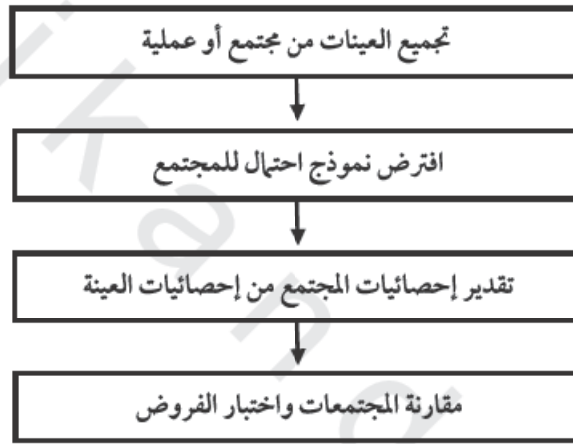 تجميع العينات من مجتمع أو عملية
افترض نموذج احتمال للمجتمع
تقدير إحصائيات المجتمع من إحصائيات العينة
مقارنة المجتمعات واختبار الفروض